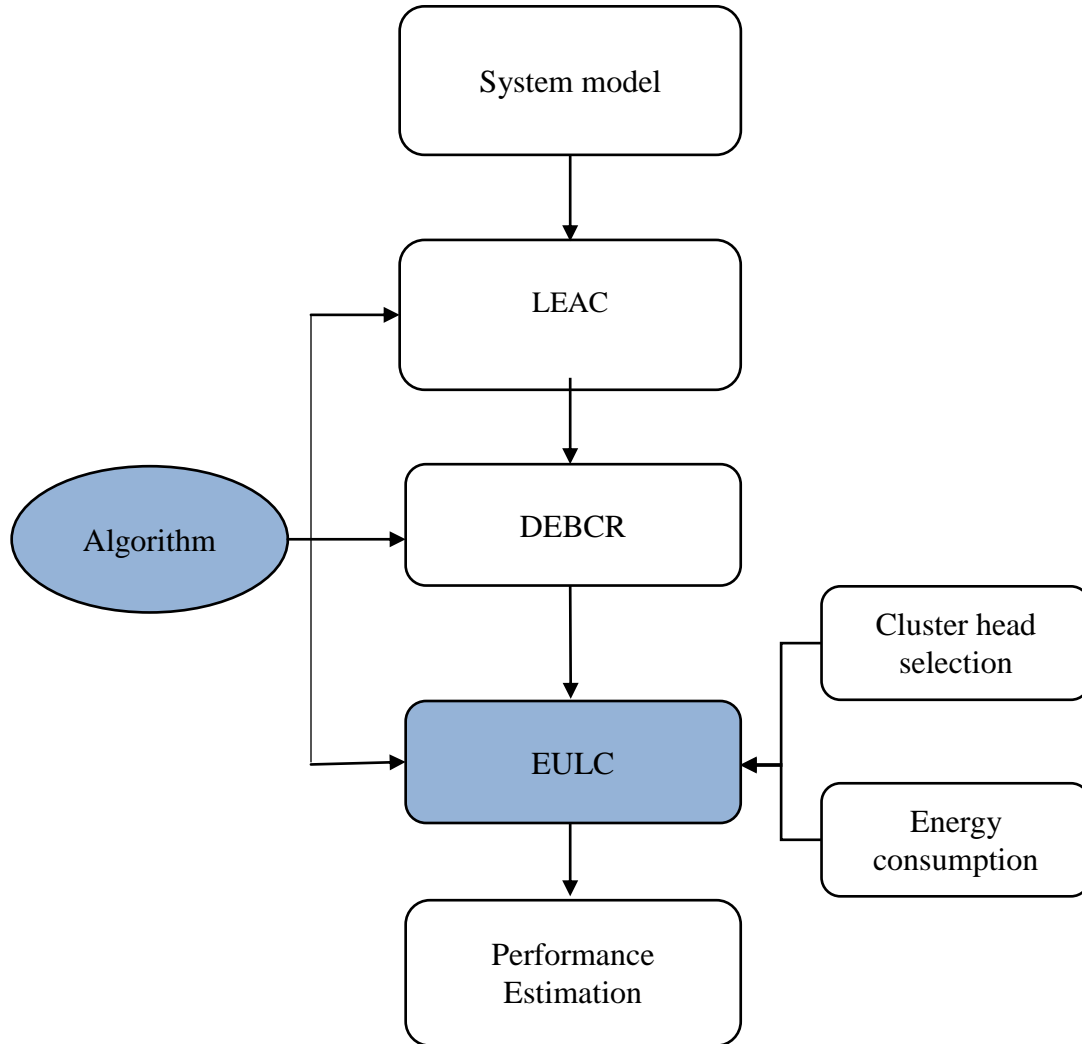 System model
LEAC
Algorithm
DEBCR
Cluster head
selection
EULC
Energy
consumption
Performance
Estimation